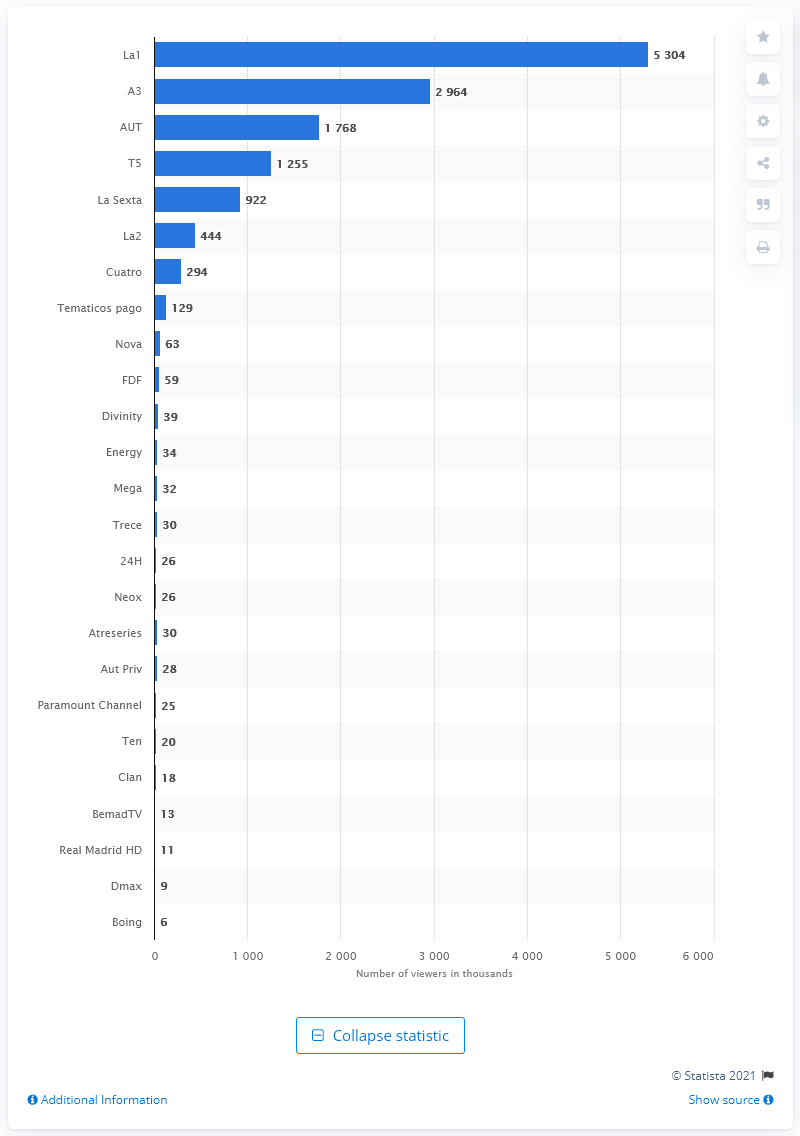 La1 5 304
A3 2 964
AUT 1 768
T5 1 255
La Sexta 922
La2 444
Cuatro 294
Tematicos pago 129
Nova 63
FDF 59
Divinity 39
Energy 34
Mega 32
Trece 30
24H 26
Neox 26
Atreseries 30
Aut Priv 28
Paramount Channel 25
Ten 20
Clan 18
BemadTV 13
Real Madrid HD 11
Dmax 9
Boing 6
0 1 000 2 000 3 000 4 000 5 000 6 000
Number of viewers in thousands
Collapse statistic
© Statista 2021
Additional Information Show source